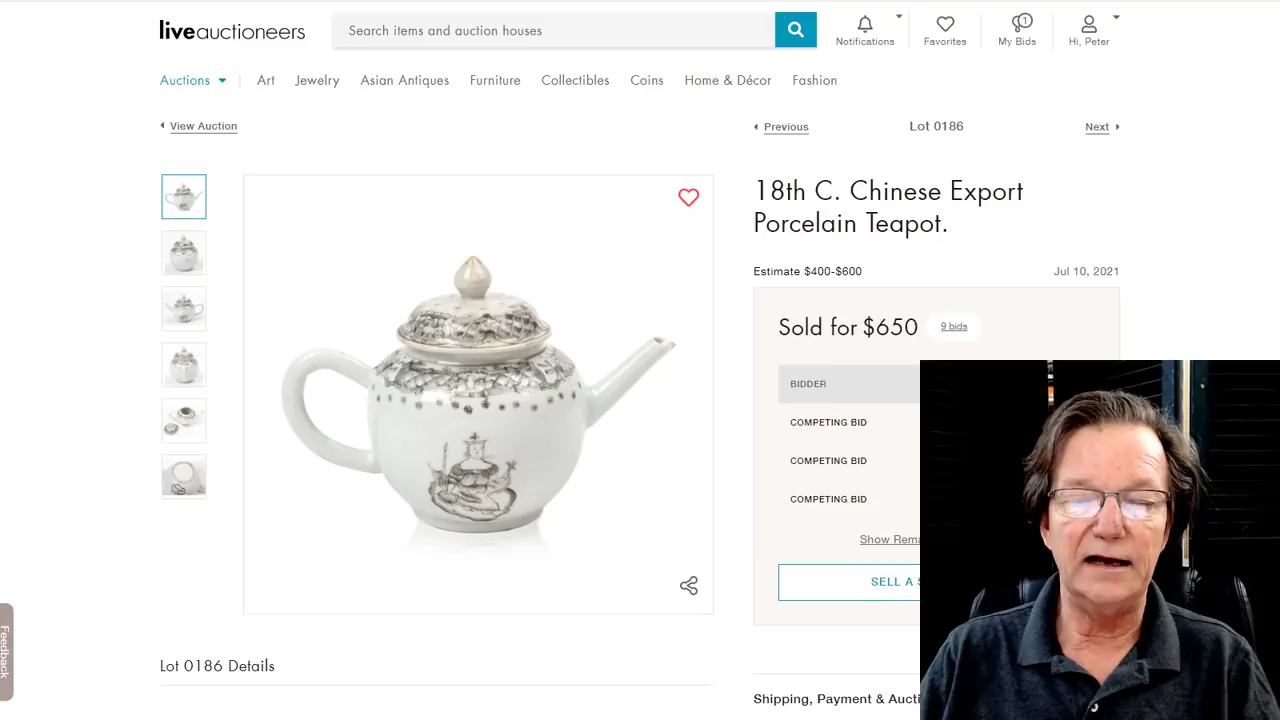 liveauctioneers
Search items and auction houses
1
Notifications
Favorites
My Bids
Hi, Peter
Auctions
Art
Jewelry
Asian Antiques
Furniture
Collectibles
Coins
Home & Décor
Fashion
View Auction
Previous
Lot 0186
Next
18th C. Chinese Export
Porcelain Teapot.
Estimate $400-$600
Jul 10, 2021
Sold for $650
9 bids
BIDDER
COMPETING BID
COMPETING BID
COMPETING BID
Show Rema
SELL A S
Feedback
Lot 0186 Details
Shipping, Payment & Aucti